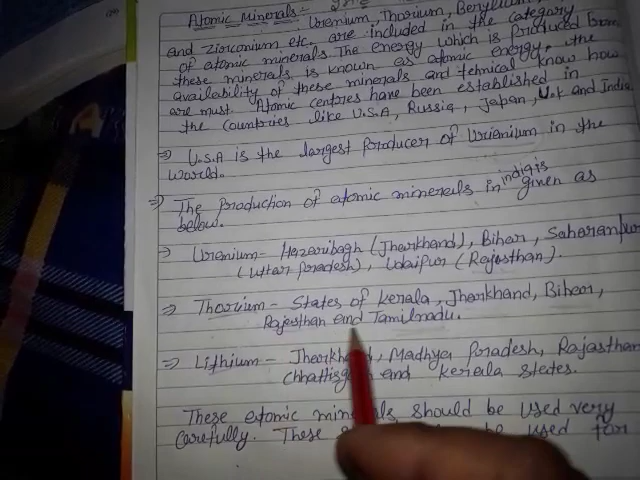 Atomic Minerals:- Uremium, Thorium, Beryllium
and zirconium etc. are included in the category
of atomic minerals The energy which is produced from
these minerals is known as atomic energy. the
availability of these minerals and tehnical know how
are must. Atomic centres have been established in
the countries like U.S.A, Russia, Japan, U.K and India
⇒ U.S.A is the largest Producer of Urenium in the
world.
⇒ The Production of atomic minerals in india is given as
below.
⇒ Urenium- Hazaribagh (Jharkhand), Bihar, Saharanpur
(Uttar pradesh), Udaipur (Rajasthan).
⇒ Thorium- States of Kerala, Jharkhand, Bihar,
Rajasthan and Tamilnadu.
⇒ Lithium- Jharkhand, Madhya Pradesh, Rajasthan
Chhattisgarh and Kerala states.
These atomic minerals should be used very
Carefully. These be used for